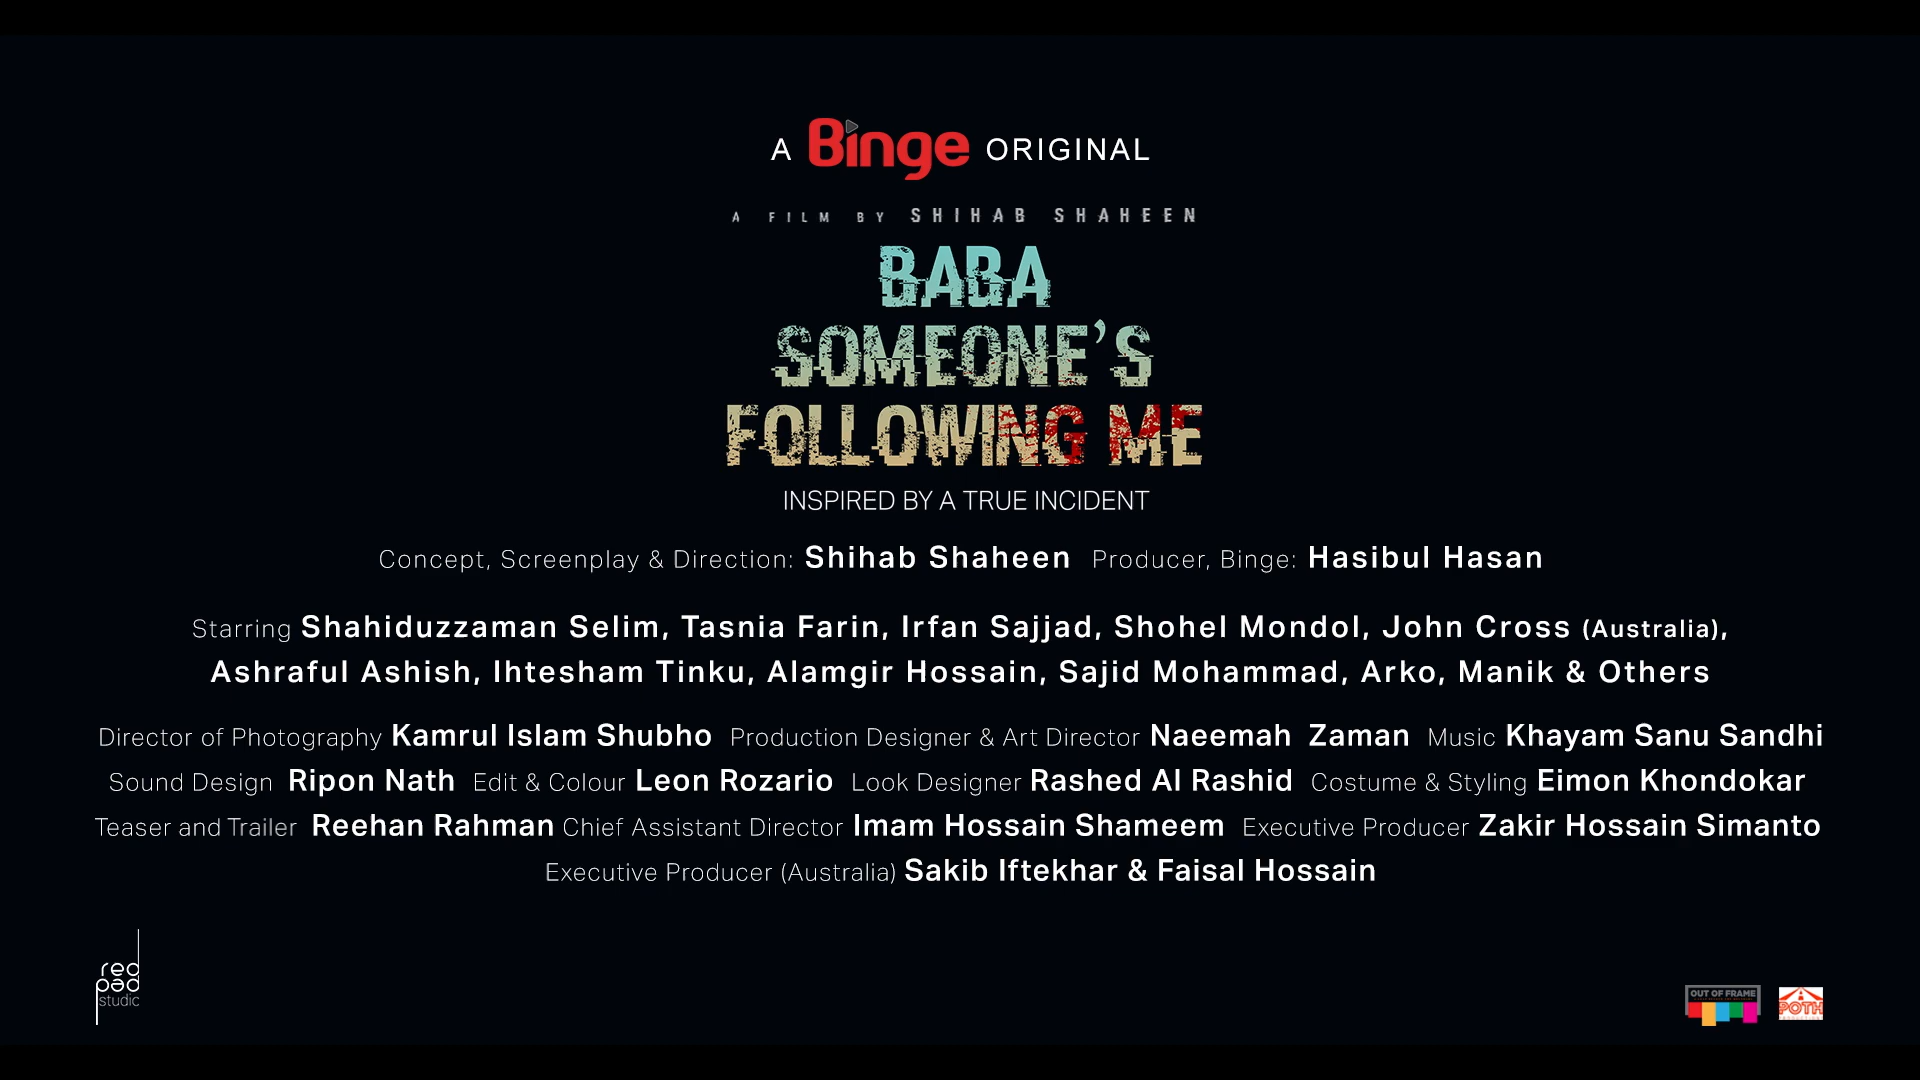 A Binge ORIGINAL
A FILM BY SHIHAB SHAHEEN
BABA
SOMEONE'S
FOLLOWING ME
INSPIRED BY A TRUE INCIDENT
Concept, Screenplay & Direction: Shihab Shaheen Producer, Binge: Hasibul Hasan
Starring Shahiduzzaman Selim, Tasnia Farin, Irfan Sajjad, Shohel Mondol, John Cross (Australia),
Ashraful Ashish, Ihtesham Tinku, Alamgir Hossain, Sajid Mohammad, Arko, Manik & Others
Director of Photography Kamrul Islam Shubho Production Designer & Art Director Naeemah Zaman Music Khayam Sanu Sandhi
Sound Design Ripon Nath Edit & Colour Leon Rozario Look Designer Rashed Al Rashid Costume & Styling Eimon Khondokar
Teaser and Trailer Reehan Rahman Chief Assistant Director Imam Hossain Shameem Executive Producer Zakir Hossain Simanto
Executive Producer (Australia) Sakib Iftekhar & Faisal Hossain
red
ped
studio
OUT OF FRAME
POTH